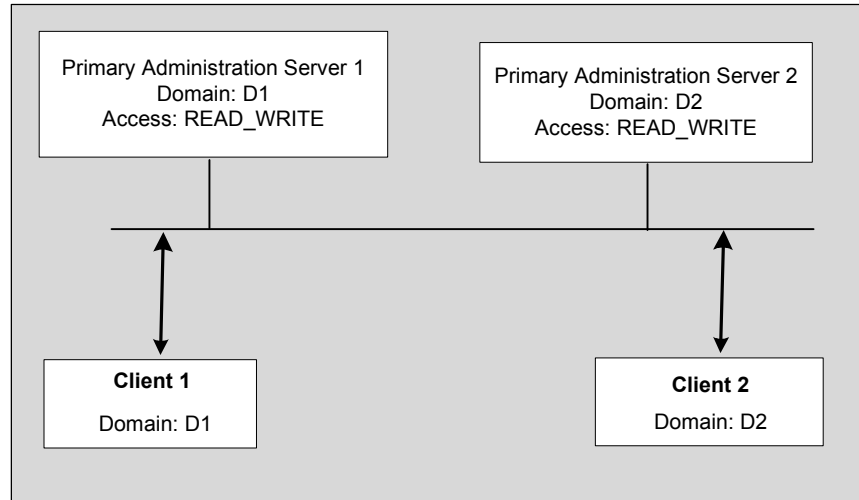 Primary Administration Server 1
Domain: D1
Access: READ_WRITE
Primary Administration Server 2
Domain: D2
Access: READ_WRITE
Client 1
Domain: D1
Client 2
Domain: D2